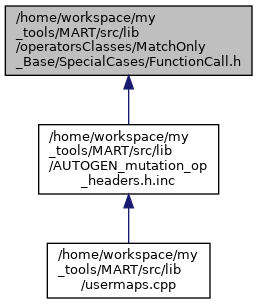 /home/workspace/my
_tools/MART/src/lib
/operatorsClasses/MatchOnly
_Base/SpecialCases/FunctionCall.h
/home/workspace/my
_tools/MART/src/lib
/AUTOGEN_mutation_op
_headers.h.inc
/home/workspace/my
_tools/MART/src/lib
/usermaps.cpp